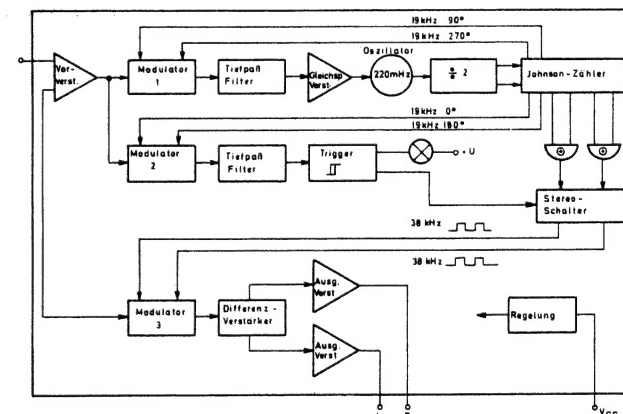 19kHz 90°
19kHz 270°
Oszillator
Vor-
verst.
Modulator
1
Tiefpaß
Filter
Gleichsp
Verst.
220mHz
÷ 2
Johnson-Zähler
19kHz 0°
19kHz 180°
Modulator
2
Tiefpaß
Filter
Trigger
+U
Stereo-
Schalter
38 kHz
38 kHz
Modulator
3
Differenz-
Verstärker
Ausg.
Verst
Ausg.
Verst
Regelung